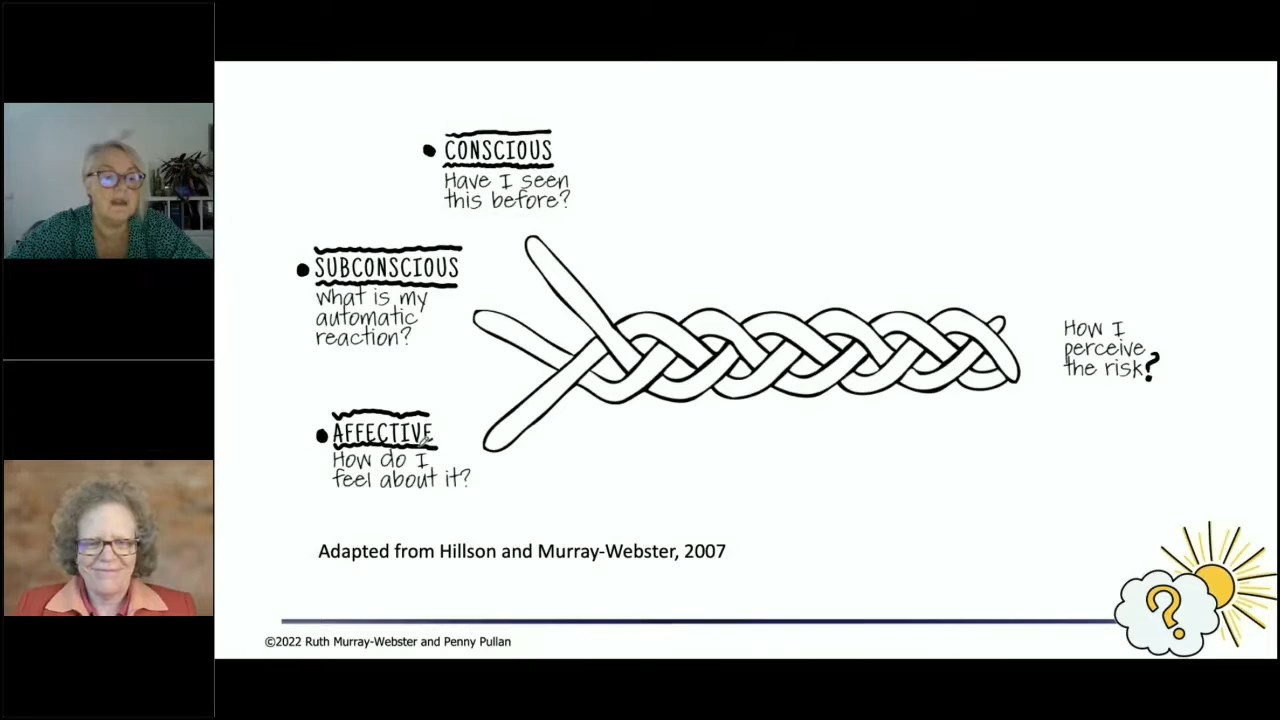 CONSCIOUS
Have I seen
this before?
SUBCONSCIOUS
What is my
automatic
reaction?
AFFECTIVE
How do I
feel about it?
How I
perceive
the risk?
Adapted from Hillson and Murray-Webster, 2007
©2022 Ruth Murray-Webster and Penny Pullan
?